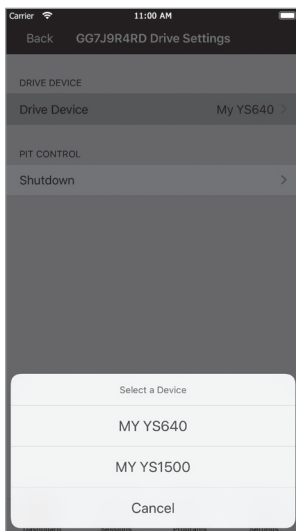 Carrier 11:00 AM
Back GG7J9R4RD Drive Settings
DRIVE DEVICE
Drive Device My YS640
PIT CONTROL
Shutdown
Select a Device
MY YS640
MY YS1500
Cancel